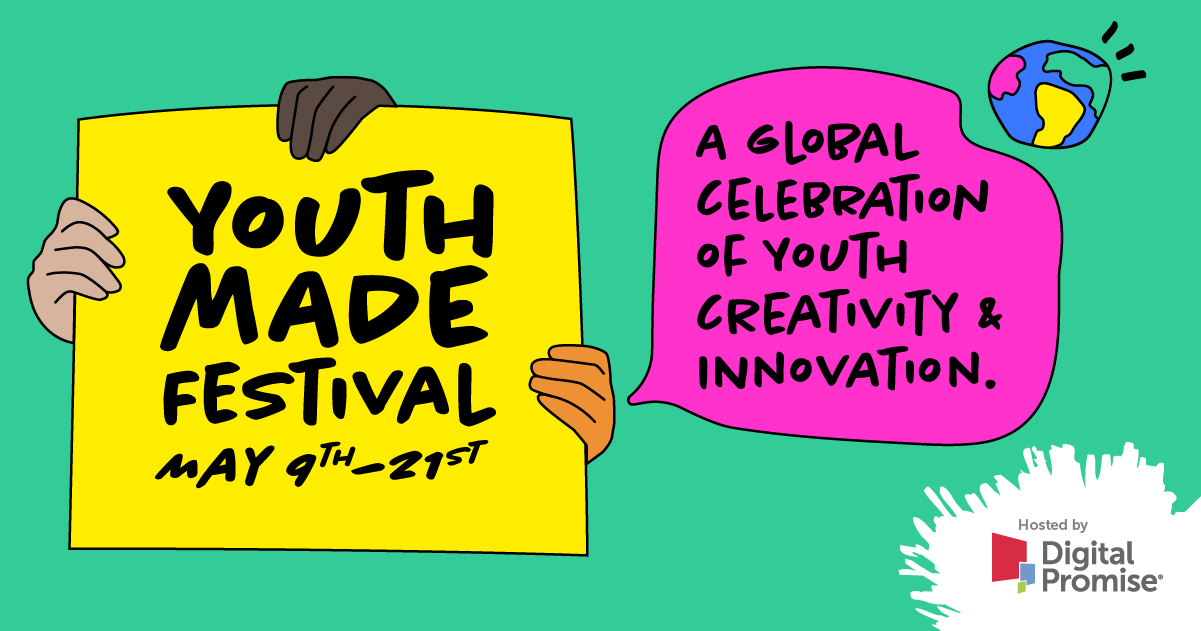 YOUTH
MADE
FESTIVAL
MAY 9TH-21ST
A GLOBAL
CELEBRATION
OF YOUTH
CREATIVITY &
INNOVATION.
Hosted by
Digital
Promise®